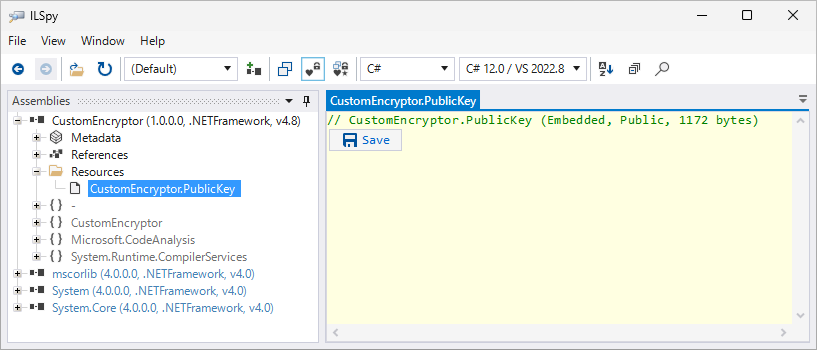 ILSpy
File View Window Help
(Default) C# C# 12.0 / VS 2022.8
Assemblies
CustomEncryptor (1.0.0.0, .NETFramework, v4.8)
Metadata
References
Resources
CustomEncryptor.PublicKey
-
CustomEncryptor
Microsoft.CodeAnalysis
System.Runtime.CompilerServices
mscorlib (4.0.0.0, .NETFramework, v4.0)
System (4.0.0.0, .NETFramework, v4.0)
System.Core (4.0.0.0, .NETFramework, v4.0)
CustomEncryptor.PublicKey
// CustomEncryptor.PublicKey (Embedded, Public, 1172 bytes)
Save